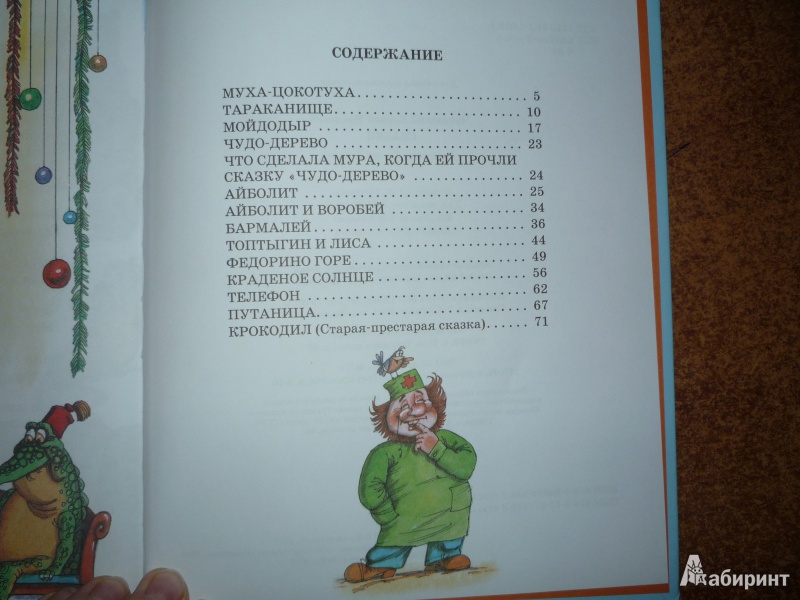 СОДЕРЖАНИЕ
МУХА-ЦОКОТУХА........................ 5
ТАРАКАНИЩЕ........................... 10
МОЙДОДЫР ........................... 17
ЧУДО-ДЕРЕВО ......................... 23
ЧТО СДЕЛАЛА МУРА, КОГДА ЕЙ ПРОЧЛИ
СКАЗКУ «ЧУДО-ДЕРЕВО» ............... 24
АЙБОЛИТ ............................ 25
АЙБОЛИТ И ВОРОБЕЙ .................. 34
БАРМАЛЕЙ ........................... 36
ТОПТЫГИН И ЛИСА .................... 44
ФЕДОРИНО ГОРЕ ...................... 49
КРАДЕНОЕ СОЛНЦЕ .................... 56
ТЕЛЕФОН ............................ 62
ПУТАНИЦА............................ 67
КРОКОДИЛ (Старая-престарая сказка)...... 71
Лабиринт